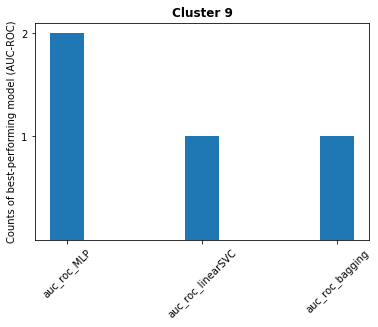 Cluster 9
Counts of best-performing model (AUC-ROC)
2
1
auc_roc_MLP
auc_roc_linearSVC
auc_roc_bagging